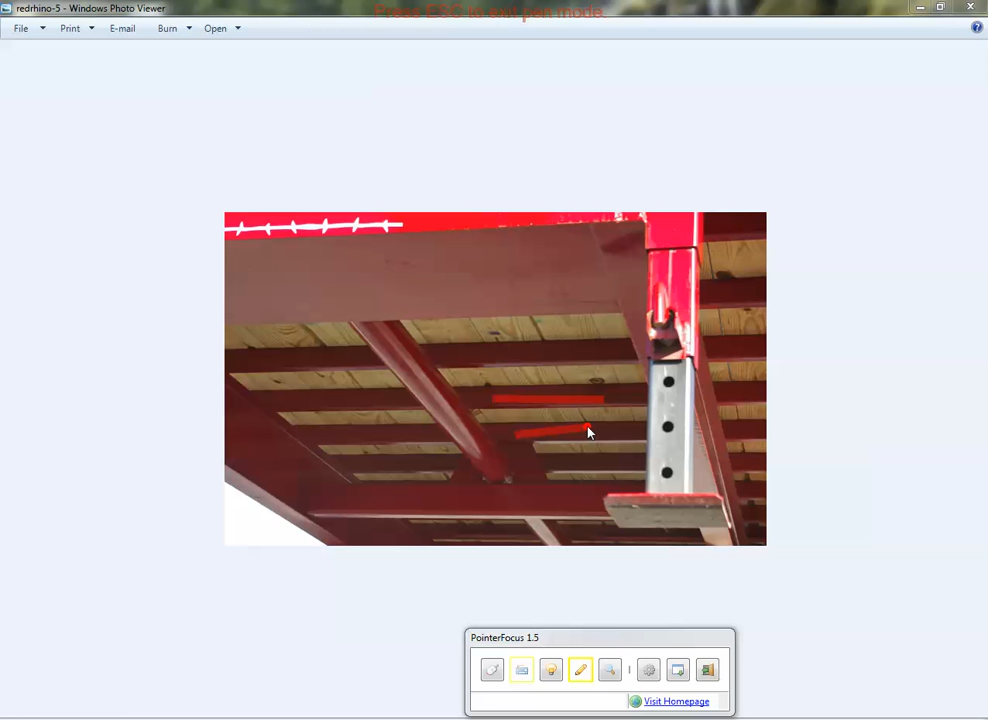 redrhino-5 - Windows Photo Viewer
Press ESC to exit pen mode.
File Print E-mail Burn Open
PointerFocus 1.5
Visit Homepage